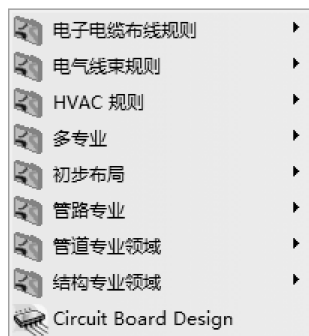 电子电缆布线规则
电气线束规则
HVAC 规则
多专业
初步布局
管路专业
管道专业领域
结构专业领域
Circuit Board Design